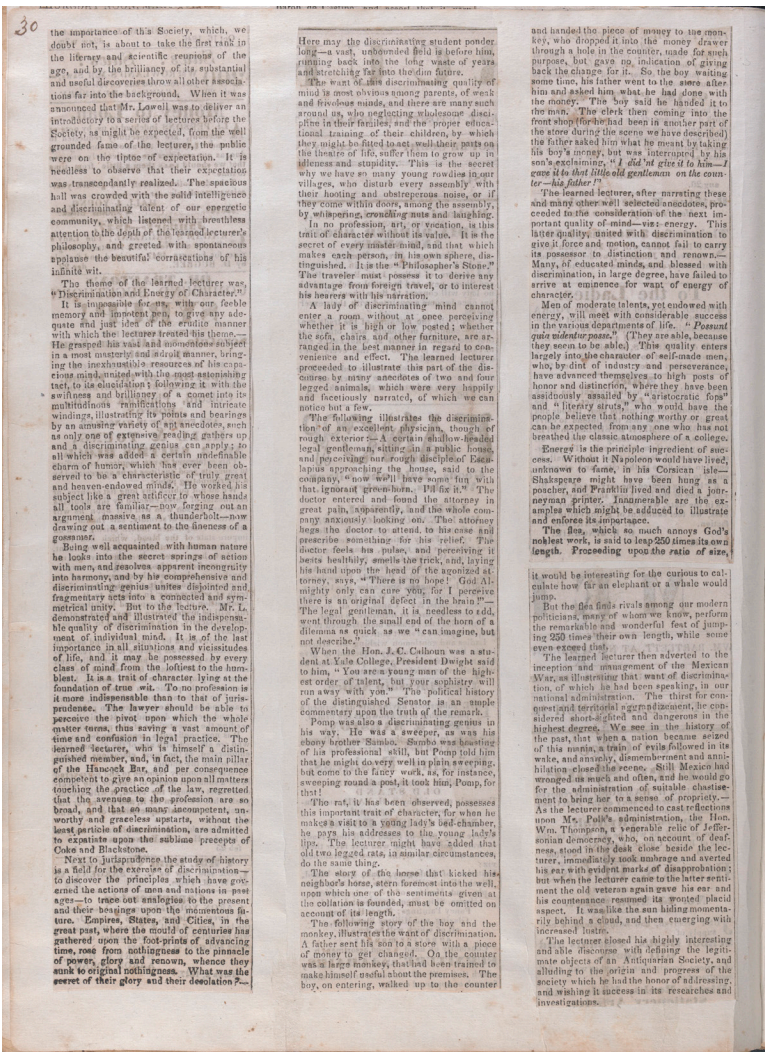 30
the importance of this Society, which, we
doubt not, is about to take the first rank in
the literary and scientific reunions of the
age, and by the brilliancy of its substantial
and useful discoveries throw all other associa-
tions far into the background. When it was
announced that Mr. Lowell was to deliver an
introductory to a series of lectures before the
Society, as might be expected, from the well
grounded fame of the lecturer, the public
were on the tiptoe of expectation. It is
needless to observe that their expectation
was transcendantly realized. The spacious
hall was crowded with the solid intelligence
and discriminating talent of our energetic
community, which listened with breathless
attention to the depth of the learned lecturer's
philosophy, and greeted with spontaneous
applause the beautiful corruscations of his
infinite wit.
The theme of the learned lecturer was,
"Discrimination and Energy of Character."
It is impossible for us, with our feeble
memory and impotent pen, to give any ade-
quate and just idea of the erudite manner
with which the lectures treated his theme.—
He grasped his vast and momentous subject
in a most masterly and adroit manner, bring-
ing the inexhaustible resources of his capa-
cious mind, united with the most astonishing
tact, to its elucidation; following it with the
swiftness and brilliancy of a comet into its
multitudinous ramifications and intricate
windings, illustrating its points and bearings
by an amusing variety of apt anecdotes, such
as only one of extensive reading gathers up
and a discriminating genius can apply; to
all which was added a certain undefinable
charm of humor, which has ever been ob-
served to be a characteristic of truly great
and heaven-endowed minds. He worked his
subject like a great artificer to whose hands
all tools are familiar—now forging out an
argument massive as a thunderbolt—now
drawing out a sentiment to the fineness of a
gossamer.
Being well acquainted with human nature
he looks into the secret springs of action
with men, and resolves apparent incongruity
into harmony, and by his comprehensive and
discriminating genius unites disjointed and
fragmentary acts into a connected and sym-
metrical unity. But to the lecture. Mr. L.
demonstrated and illustrated the indispensa-
ble quality of discrimination in the develop-
ment of individual mind. It is of the last
importance in all situations and vicissitudes
of life, and it may be possessed by every
class of mind from the loftiest to the hum-
blest. It is a trait of character lying at the
foundation of true wit. To no profession is
it more indispensable than to that of juris-
prudence. The lawyer should be able to
perceive the pivot upon which the whole
matter turns, thus saving a vast amount of
time and confusion in legal practice. The
learned lecturer, who is himself a distin-
guished member, and, in fact, the main pillar
of the Hancock Bar, and per consequence
competent to give an opinion upon all matters
touching the practice of the law, regretted
that the avenues to the profession are so
broad, and that so many incompetent, un-
worthy and graceless upstarts, without the
least particle of discrimination, are admitted
to expatiate upon the sublime precepts of
Coke and Blackstone.
Next to jurisprudence the study of history
is a field for the exercise of discrimination—
to discover the principles which have gov-
erned the actions of men and nations in past
ages—to trace out analogies to the present
and their bearings upon the momentous fu-
ture. Empires, States, and Cities, in the
great past, where the mould of centuries has
gathered upon the foot-prints of advancing
time, rose from nothingness to the pinnacle
of power, glory and renown, whence they
sunk to original nothingness. What was the
secret of their glory and their desolation?—
Here may the discriminating student ponder
long—a vast, unbounded field is before him,
running back into the long waste of years
and stretching far into the dim future.
The want of this discriminating quality of
mind is most obvious among parents, of weak
and frivolous minds, and there are many such
around us, who neglecting wholesome disci-
pline in their families, and the proper educa-
tional training of their children, by which
they might be fitted to act well their parts on
the theatre of life, suffer them to grow up in
idleness and stupidity. This is the secret
why we have so many young rowdies in our
villages, who disturb every assembly with
their hooting and obstreperous noise, or if
they come within doors, among the assembly,
by whispering, cronching nuts and laughing.
In no profession, art, or vocation, is this
trait of character without its value. It is the
secret of every master mind, and that which
makes each person, in his own sphere, dis-
tinguished. It is the "Philosopher's Stone."
The traveler must possess it to derive any
advantage from foreign travel, or to interest
his hearers with his narration.
A lady of discriminating mind cannot
enter a room without at once perceiving
whether it is high or low posted; whether
the sofa, chairs, and other furniture, are ar-
ranged in the best manner in regard to con-
venience and effect. The learned lecturer
proceeded to illustrate this part of the dis-
course by many anecdotes of two and four
legged animals, which were very happily
and facetiously narrated, of which we can
notice but a few.
The following illustrates the discrimina-
tion of an excellent physician, though of
rough exterior:—A certain shallow-headed
legal gentleman, sitting in a public house,
and perceiving our rough disciple of Escu-
lapius approaching the house, said to the
company, "now we'll have some fun with
that ignorant green-horn. I'll fix it." The
doctor entered and found the attorney in
great pain, apparently, and the whole com-
pany anxiously looking on. The attorney
begs the doctor to attend to his case and
prescribe something for his relief. The
doctor feels his pulse, and perceiving it
beats healthily, smells the trick, and, laying
his hand upon the head of the agonized at-
torney, says, "There is no hope! God Al-
mighty only can cure you, for I perceive
there is an original defect in the brain!"—
The legal gentleman, it is needless to add,
went through the small end of the horn of a
dilemma as quick as we "can imagine, but
not describe."
When the Hon. J. C. Calhoun was a stu-
dent at Yale College, President Dwight said
to him, "You are a young man of the high-
est order of talent, but your sophistry will
run away with you." The political history
of the distinguished Senator is an ample
commentary upon the truth of the remark.
Pomp was also a discriminating genius in
his way. He was a sweeper, as was his
ebony brother Sambo. Sambo was boasting
of his professional skill, but Pomp told him
that he might do very well in plain sweeping,
but come to the fancy work, as, for instance,
sweeping round a post, it took him, Pomp, for
that!
The rat, it has been observed, possesses
this important trait of character, for when he
makes a visit to a young lady's bed-chamber,
he pays his addresses to the young lady's
lips. The lecturer might have added that
old two legged rats, in similar circumstances,
do the same thing.
The story of the horse that kicked his
neighbor's horse, stern foremost into the well,
upon which one of the sentiments given at
the collation is founded, must be omitted on
account of its length.
The following story of the boy and the
monkey, illustrates the want of discrimination.
A father sent his son to a store with a piece
of money to get changed. On the counter
was a large monkey, that had been trained to
make himself useful about the premises. The
boy, on entering, walked up to the counter
and handed the piece of money to the mon-
key, who dropped it into the money drawer
through a hole in the counter, made for such
purpose, but gave no indication of giving
back the change for it. So the boy waiting
some time, his father went to the store after
him and asked him what he had done with
the money. The boy said he handed it to
the man. The clerk then coming into the
front shop (for he had been in another part of
the store during the scene we have described)
the father asked him what he meant by taking
his boy's money, but was interrupted by his
son's exclaiming, "I did'nt give it to him—I
gave it to that little old gentleman on the coun-
ter—his father!"
The learned lecturer, after narrating these
and many other well selected anecdotes, pro-
ceeded to the consideration of the next im-
portant quality of mind—viz: energy. This
latter quality, united with discrimination to
give it force and motion, cannot fail to carry
its possessor to distinction and renown.—
Many, of educated minds, and blessed with
discrimination, in large degree, have failed to
arrive at eminence for want of energy of
character.
Men of moderate talents, yet endowed with
energy, will meet with considerable success
in the various departments of life. "Possunt
quia videntur posse." (They are able, because
they seem to be able.) This quality enters
largely into the character of self-made men,
who, by dint of industry and perseverance,
have advanced themselves to high posts of
honor and distinction, where they have been
assiduously assailed by "aristocratic fops"
and "literary struts," who would have the
people believe that nothing worthy or great
can be expected from any one who has not
breathed the classic atmosphere of a college.
Energy is the principle ingredient of suc-
cess. Without it Napoleon would have lived,
unknown to fame, in his Corsican isle—
Shakspeare might have been hung as a
poacher, and Franklin lived and died a jour-
neyman printer. Innumerable are the ex-
amples which might be adduced to illustrate
and enforce its importance.
The flea, which so much annoys God's
noblest work, is said to leap 250 times its own
length. Proceeding upon the ratio of size,
it would be interesting for the curious to cal-
culate how far an elephant or a whale would
jump.
But the flea finds rivals among our modern
politicians, many of whom we know, perform
the remarkable and wonderful feat of jump-
ing 250 times their own length, while some
even exceed that.
The learned lecturer then adverted to the
inception and management of the Mexican
War, as illustrating that want of discrimina-
tion, of which he had been speaking, in our
national administration. The thirst for con-
quest and territorial aggrandizement, he con-
sidered short-sighted and dangerous in the
highest degree. We see in the history of
the past, that when a nation became seized
of this mania, a train of evils followed in its
wake, and anarchy, dismemberment and anni-
hilation closed the scene. Still Mexico had
wronged us much and often, and he would go
for the administration of suitable chastise-
ment to bring her to a sense of propriety.—
As the lecturer commenced to cast reflections
upon Mr. Polk's administration, the Hon.
Wm. Thompson, a venerable relic of Jeffer-
sonian democracy, who, on account of deaf-
ness, stood in the desk close beside the lec-
turer, immediately took umbrage and averted
his ear with evident marks of disapprobation;
but when the lecturer came to the latter senti-
ment the old veteran again gave his ear and
his countenance resumed its wonted placid
aspect. It was like the sun hiding momenta-
rily behind a cloud, and then emerging with
increased lustre.
The lecturer closed his highly interesting
and able discourse with defining the legiti-
mate objects of an Antiquarian Society, and
alluding to the origin and progress of the
society which he had the honor of addressing,
and wishing it success in its researches and
investigations.